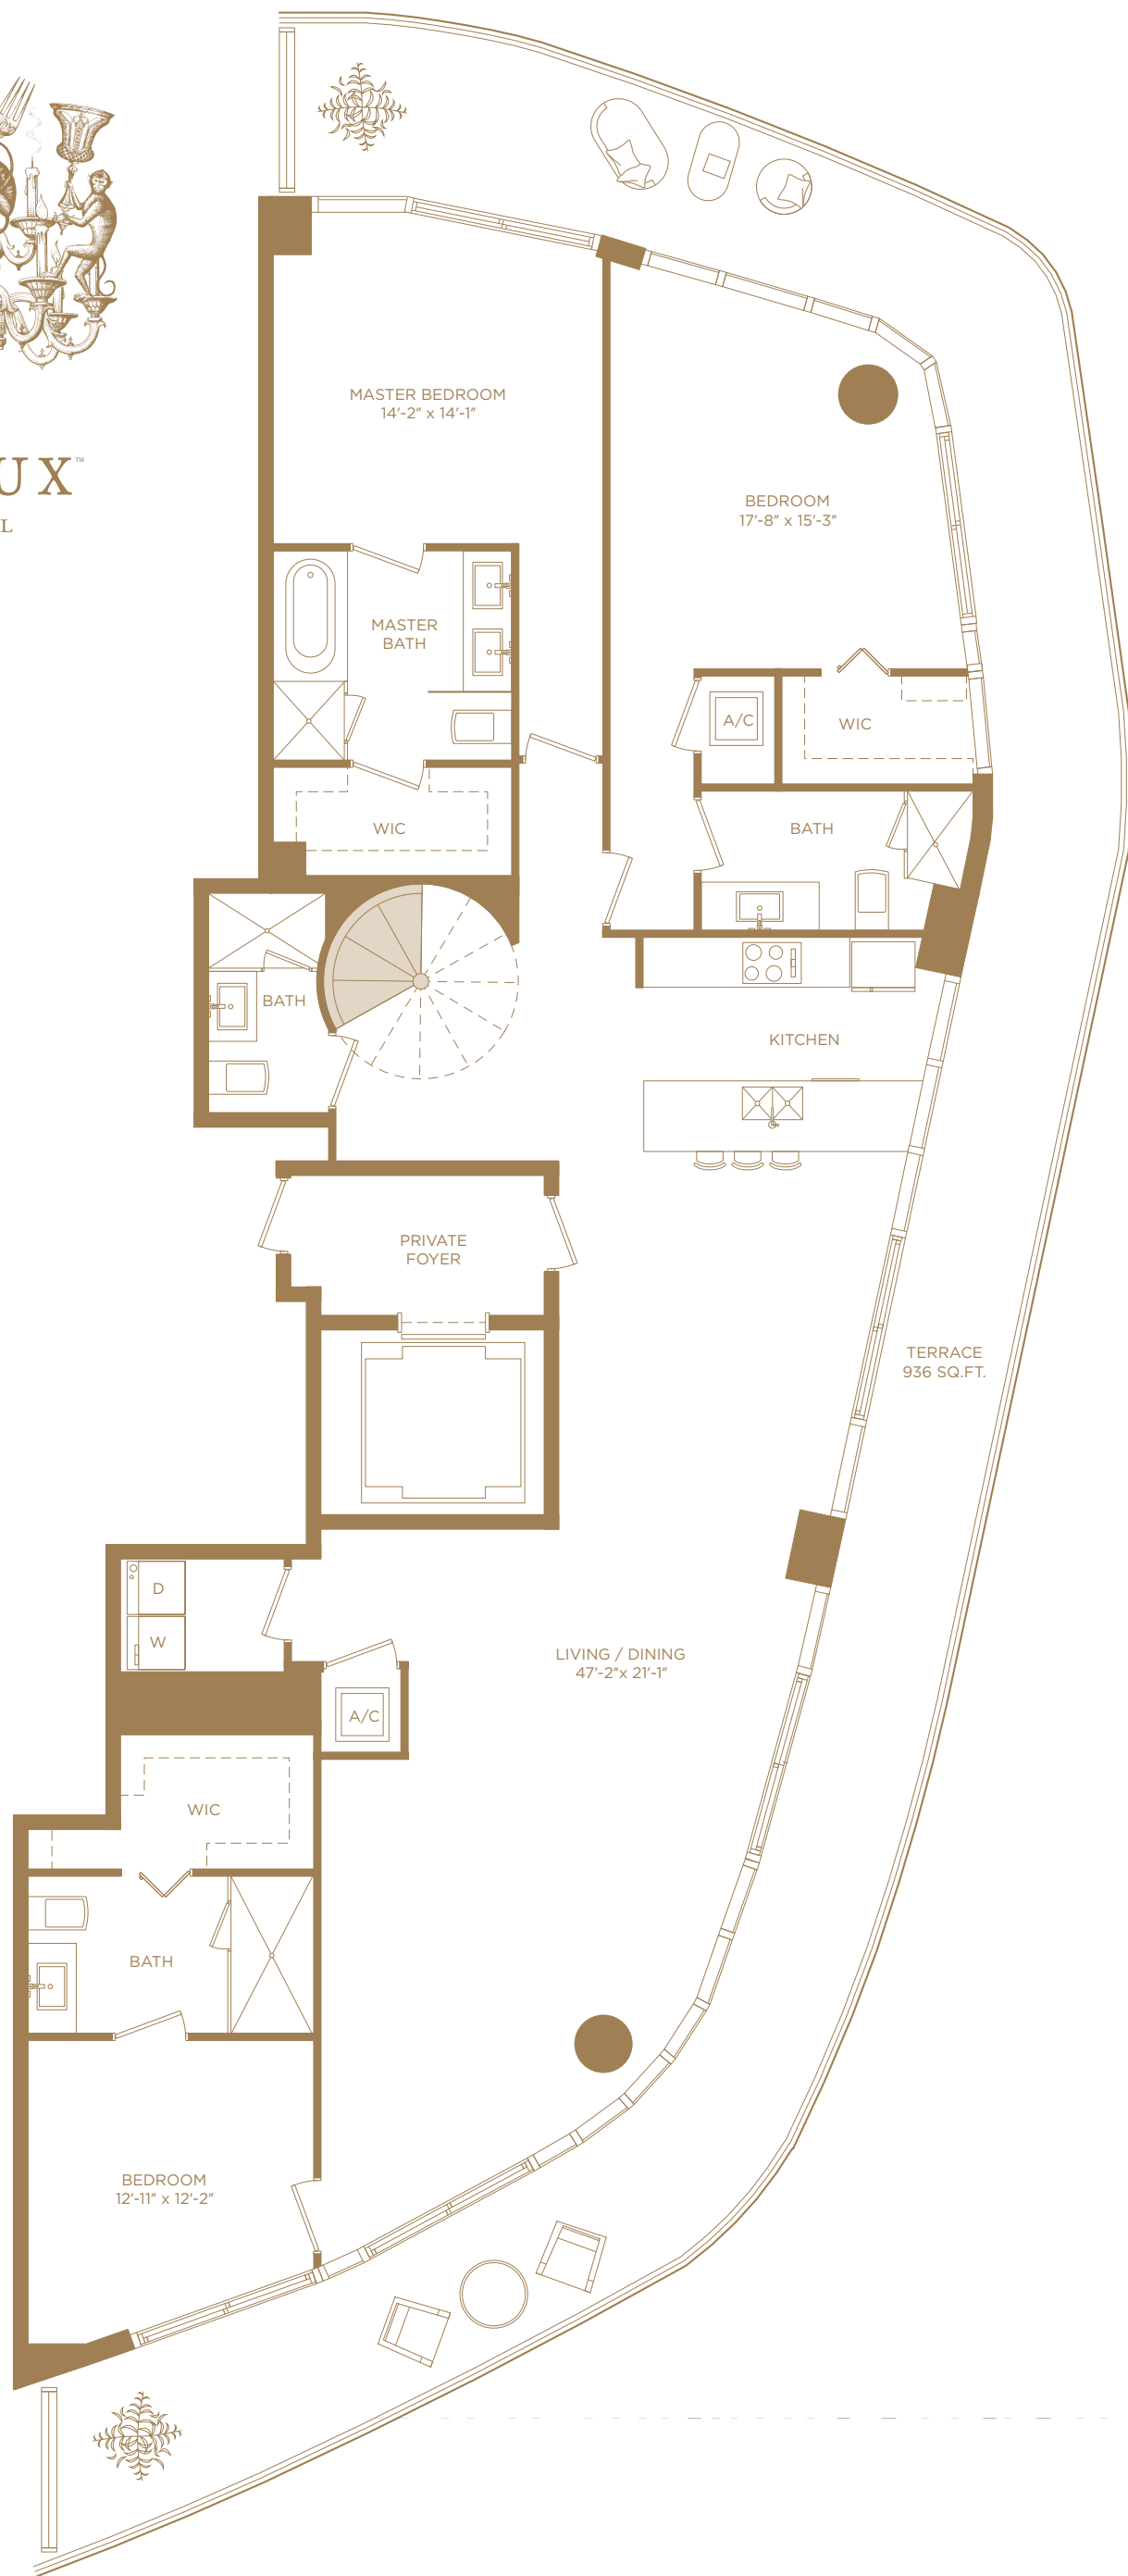 UX™
L
MASTER BEDROOM
14'-2" x 14'-1"
BEDROOM
17'-8" x 15'-3"
MASTER
BATH
A/C
WIC
WIC
BATH
BATH
KITCHEN
PRIVATE
FOYER
TERRACE
936 SQ.FT.
D
W
LIVING / DINING
47'-2"x 21'-1"
A/C
WIC
BATH
BEDROOM
12'-11" x 12'-2"